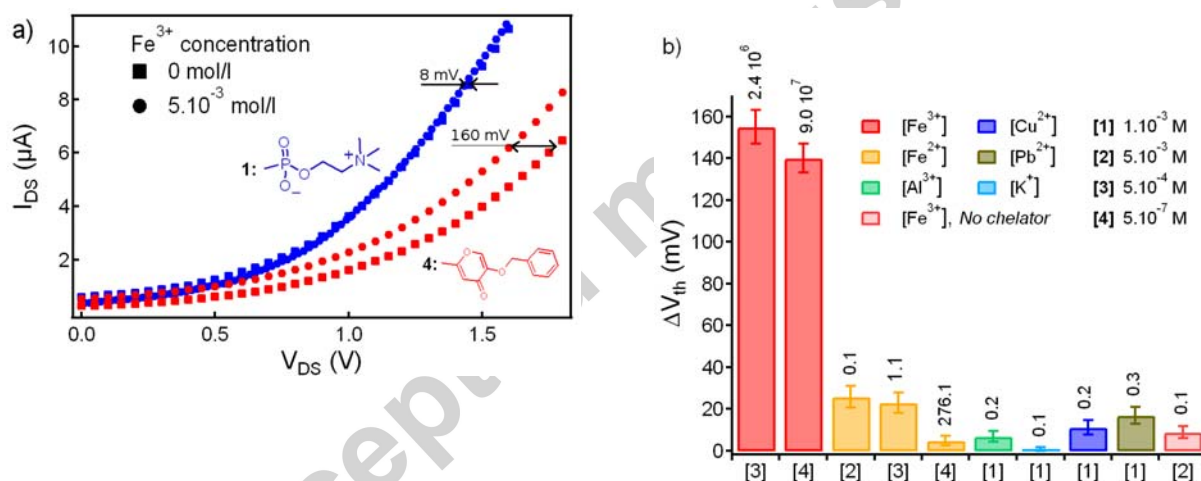 a)
Fe³⁺ concentration
■ 0 mol/l
● 5.10⁻³ mol/l
8 mV
160 mV
1:
O
P
O
O⁻
N⁺
4:
O
O
O
I_DS (µA)
10
8
6
4
2
0.0 0.5 1.0 1.5
V_DS (V)
b)
ΔV_th (mV)
160
140
120
100
80
60
40
20
0
2.4 10⁶
9.0 10⁷
0.1
1.1
276.1
0.2
0.1
0.2
0.3
0.1
[Fe³⁺] [Cu²⁺] [1] 1.10⁻³ M
[Fe²⁺] [Pb²⁺] [2] 5.10⁻³ M
[Al³⁺] [K⁺] [3] 5.10⁻⁴ M
[Fe³⁺], No chelator [4] 5.10⁻⁷ M
[3] [4] [2] [3] [4] [1] [1] [1] [1] [2]